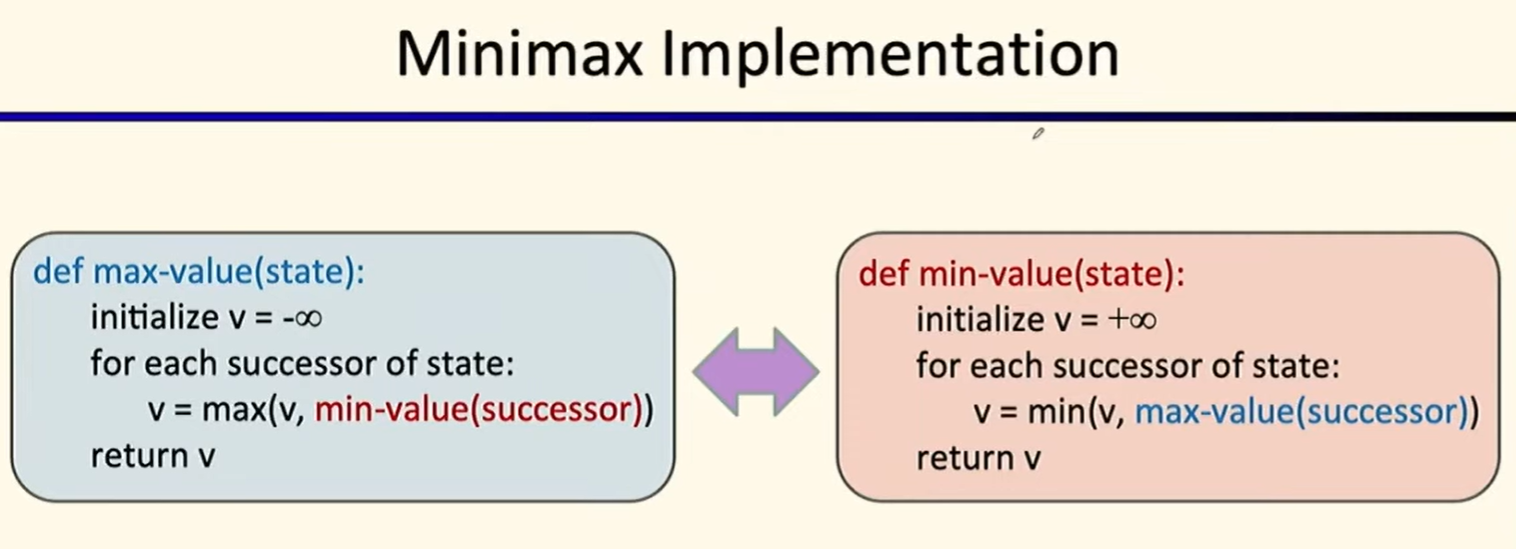 Minimax Implementation
def max-value(state):
initialize v = -∞
for each successor of state:
v = max(v, min-value(successor))
return v
def min-value(state):
initialize v = +∞
for each successor of state:
v = min(v, max-value(successor))
return v